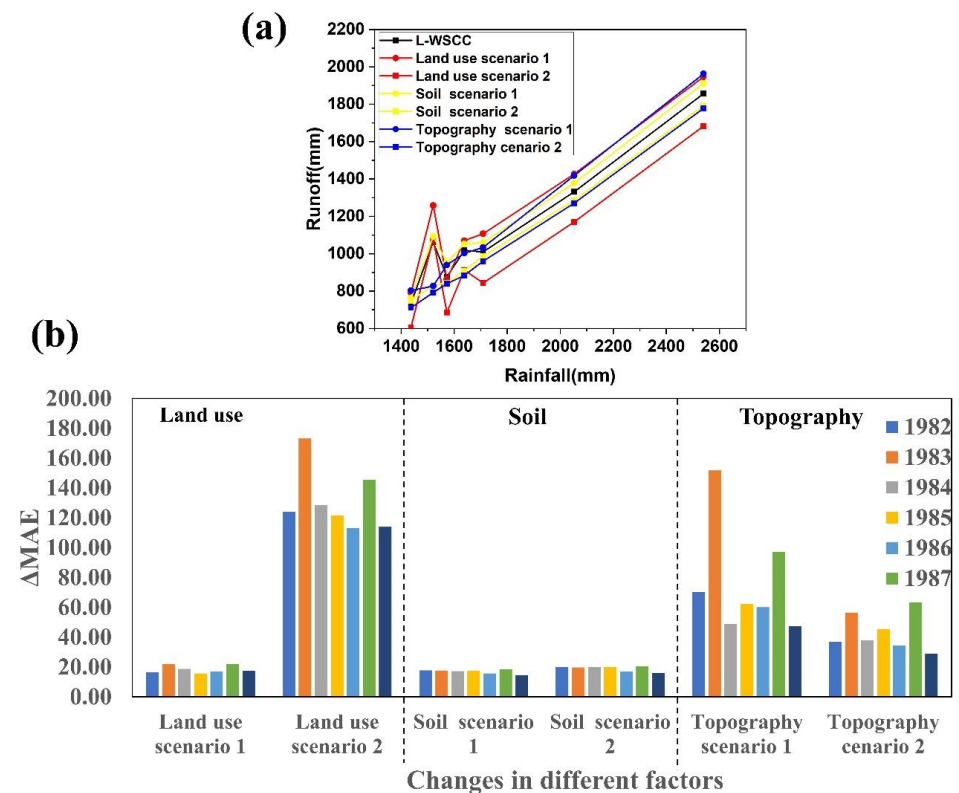 (a)
2200
2000
1800
1600
1400
1200
1000
800
600
Runoff(mm)
L-WSCC
Land use scenario 1
Land use scenario 2
Soil scenario 1
Soil scenario 2
Topography scenario 1
Topography cenario 2
1400 1600 1800 2000 2200 2400 2600
Rainfall(mm)
(b)
200.00
180.00
160.00
140.00
120.00
100.00
80.00
60.00
40.00
20.00
0.00
ΔMAE
Land use
Soil
Topography
1982
1983
1984
1985
1986
1987
Land use
scenario 1
Land use
scenario 2
Soil scenario
1
Soil scenario
2
Topography
scenario 1
Topography
cenario 2
Changes in different factors